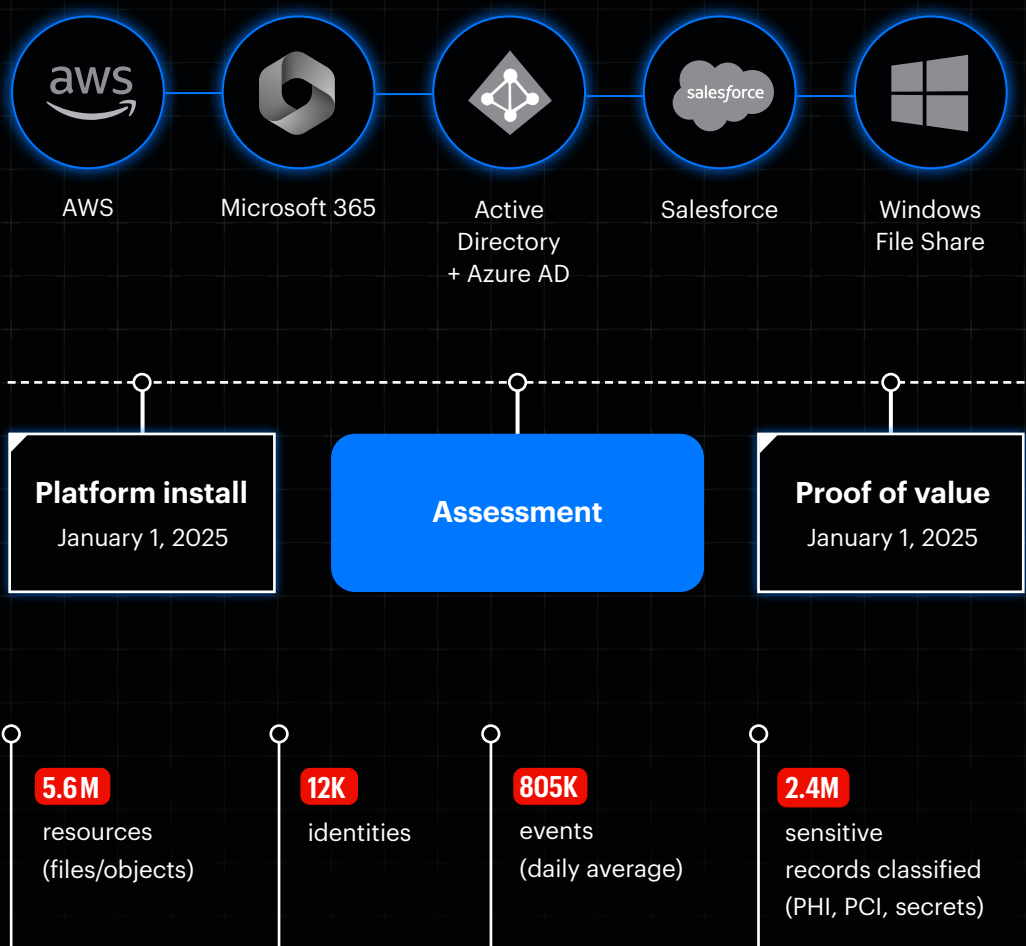 aws
salesforce
AWS
Microsoft 365
Active
Directory
+ Azure AD
Salesforce
Windows
File Share
Platform install
January 1, 2025
Assessment
Proof of value
January 1, 2025
5.6M
resources
(files/objects)
12K
identities
805K
events
(daily average)
2.4M
sensitive
records classified
(PHI, PCI, secrets)